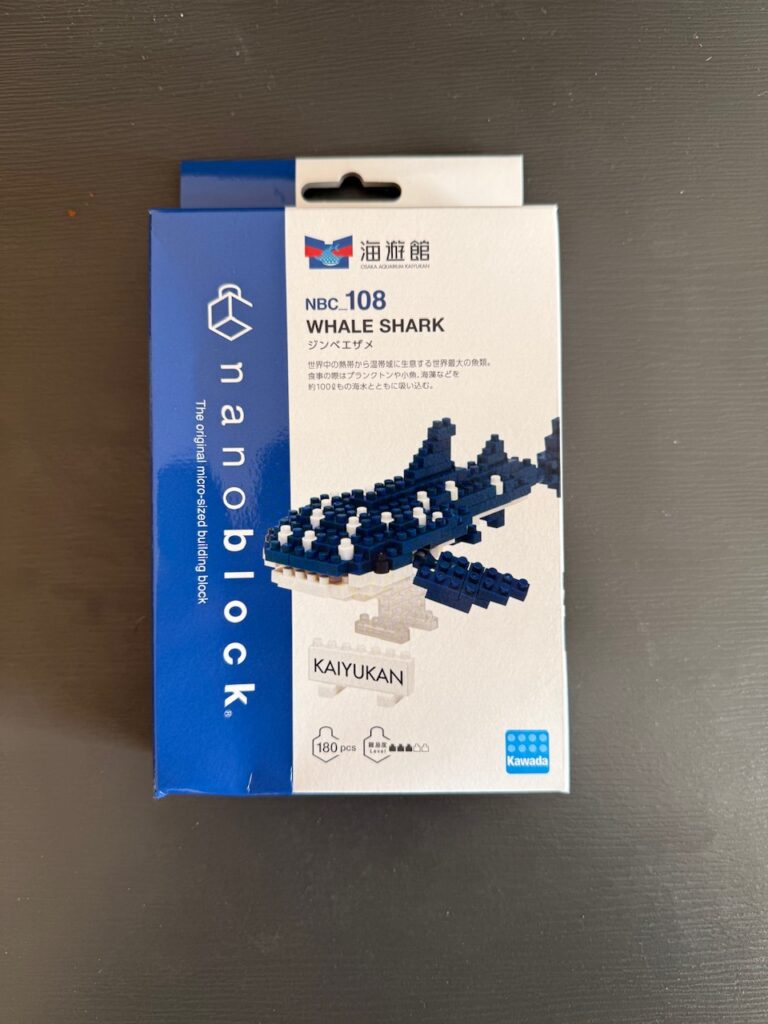 海遊館
OSAKA AQUARIUM KAIYUKAN
NBC_108
WHALE SHARK
ジンベエザメ
世界中の熱帯から温帯域に生息する世界最大の魚類。
食事の際はプランクトンや小魚、海藻などを
約100ℓもの海水とともに吸い込む。
nanoblock®
The original micro-sized building block
KAIYUKAN
180 pcs
難易度
Level
Kawada